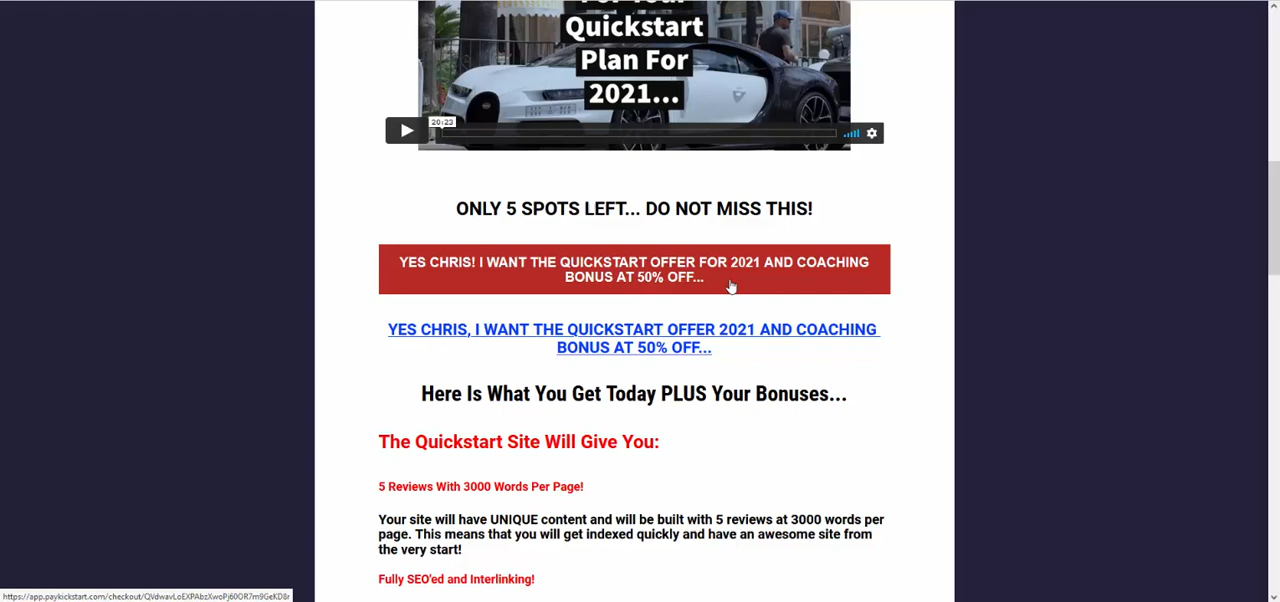 Quickstart
Plan For
2021...
20:23
ONLY 5 SPOTS LEFT... DO NOT MISS THIS!
YES CHRIS! I WANT THE QUICKSTART OFFER FOR 2021 AND COACHING
BONUS AT 50% OFF...
YES CHRIS, I WANT THE QUICKSTART OFFER 2021 AND COACHING
BONUS AT 50% OFF...
Here Is What You Get Today PLUS Your Bonuses...
The Quickstart Site Will Give You:
5 Reviews With 3000 Words Per Page!
Your site will have UNIQUE content and will be built with 5 reviews at 3000 words per
page. This means that you will get indexed quickly and have an awesome site from
the very start!
Fully SEO'ed and Interlinking!